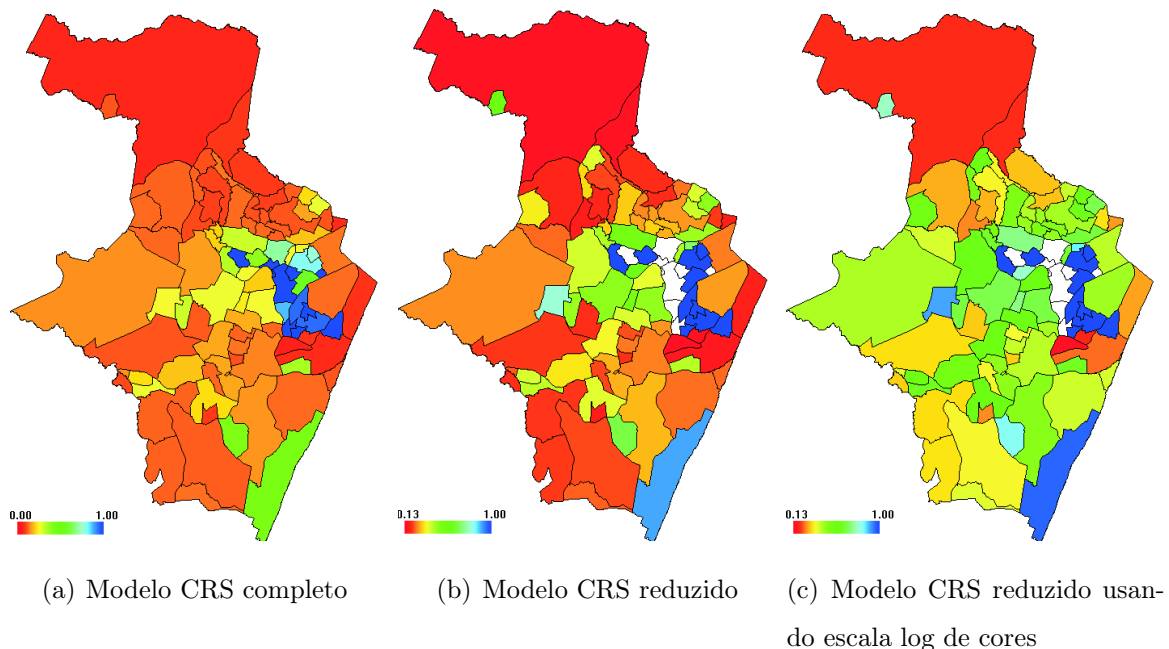 0.00 1.00
0.13 1.00
0.13 1.00
(a) Modelo CRS completo
(b) Modelo CRS reduzido
(c) Modelo CRS reduzido usan-
do escala log de cores